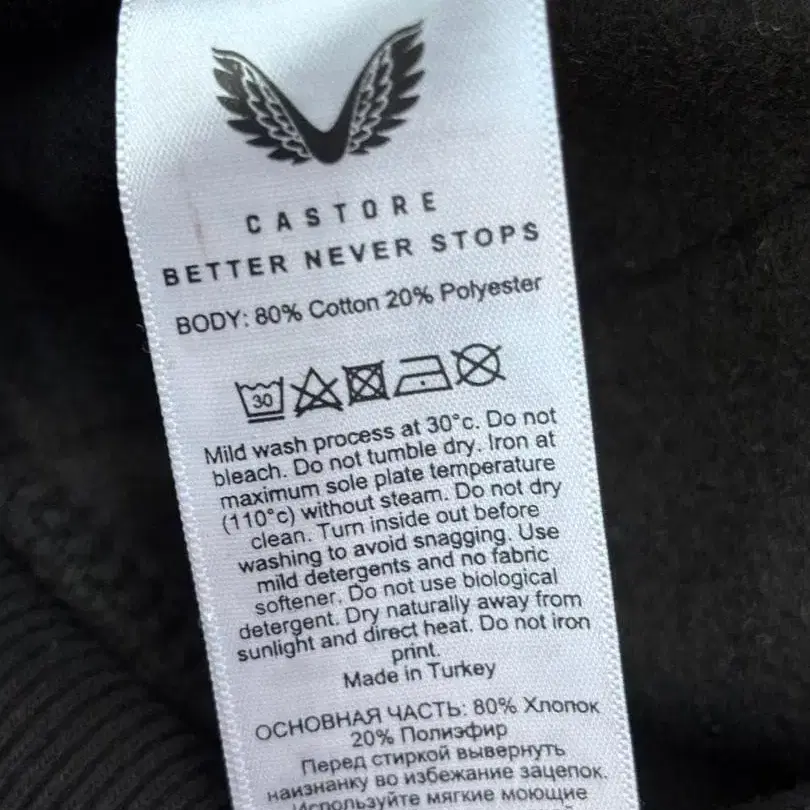 CASTORE
BETTER NEVER STOPS
BODY: 80% Cotton 20% Polyester
30
Mild wash process at 30°c. Do not
bleach. Do not tumble dry. Iron at
maximum sole plate temperature
(110°c) without steam. Do not dry
clean. Turn inside out before
washing to avoid snagging. Use
mild detergents and no fabric
softener. Do not use biological
detergent. Dry naturally away from
sunlight and direct heat. Do not iron
print.
Made in Turkey
ОСНОВНАЯ ЧАСТЬ: 80% Хлопок
20% Полиэфир
Перед стиркой вывернуть
наизнанку во избежание зацепок.
Используйте мягкие моющие